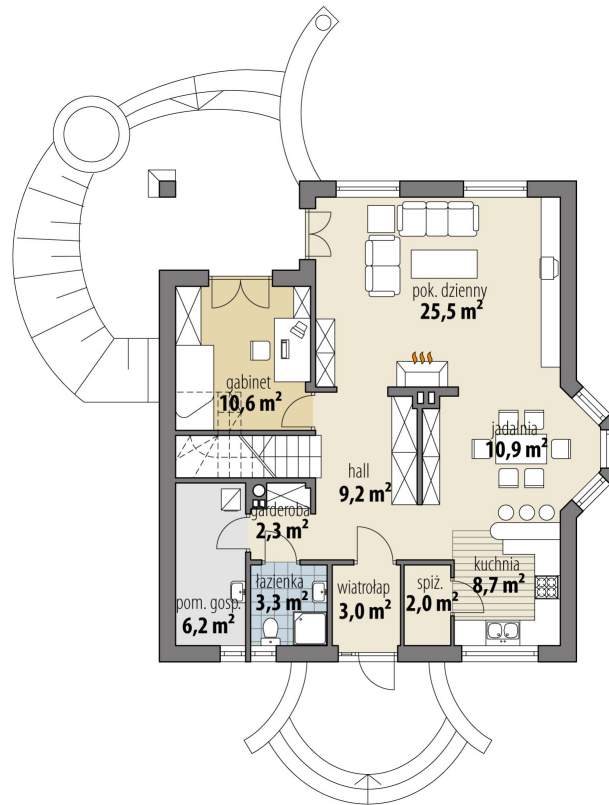 pok. dzienny
25,5 m²
gabinet
10,6 m²
jadalnia
10,9 m²
hall
9,2 m²
garderoba
2,3 m²
kuchnia
8,7 m²
łazienka
3,3 m²
wiatrołap
3,0 m²
spiż.
2,0 m²
pom. gosp.
6,2 m²